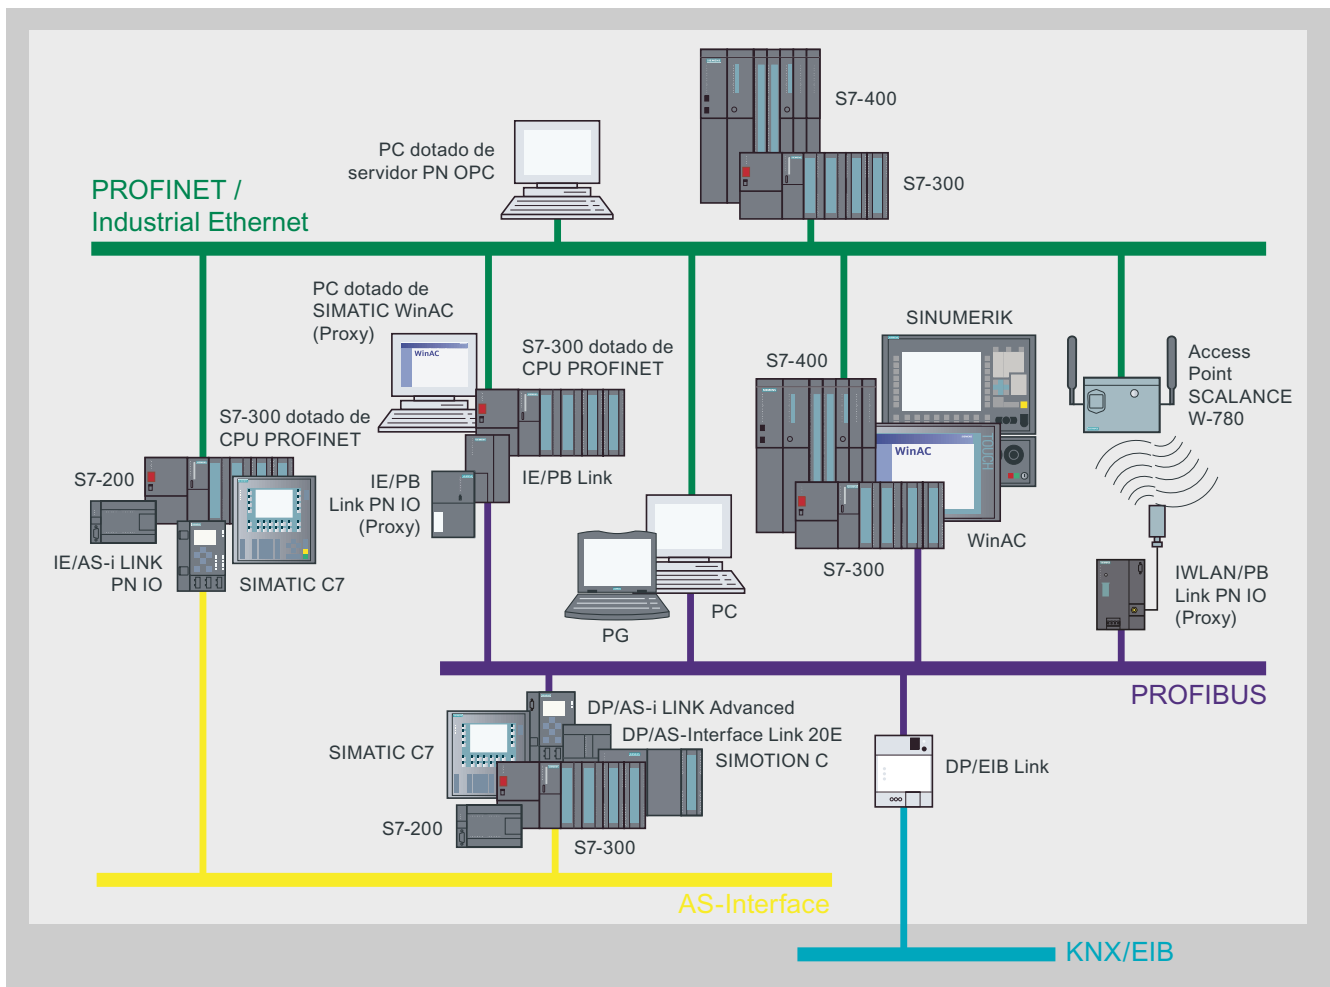 S7-400
PC dotado de
servidor PN OPC
S7-300
PROFINET /
Industrial Ethernet
PC dotado de
SIMATIC WinAC
(Proxy)
WinAC
S7-300 dotado de
CPU PROFINET
SINUMERIK
S7-400
Access
Point
SCALANCE
W-780
S7-300 dotado de
CPU PROFINET
S7-200
IE/PB
Link PN IO
(Proxy)
IE/PB Link
WinAC
TOUCH
WinAC
S7-300
IE/AS-i LINK
PN IO
SIMATIC C7
PC
PG
IWLAN/PB
Link PN IO
(Proxy)
PROFIBUS
DP/AS-i LINK Advanced
DP/AS-Interface Link 20E
SIMATIC C7
SIMOTION C
DP/EIB Link
S7-200
S7-300
AS-Interface
KNX/EIB